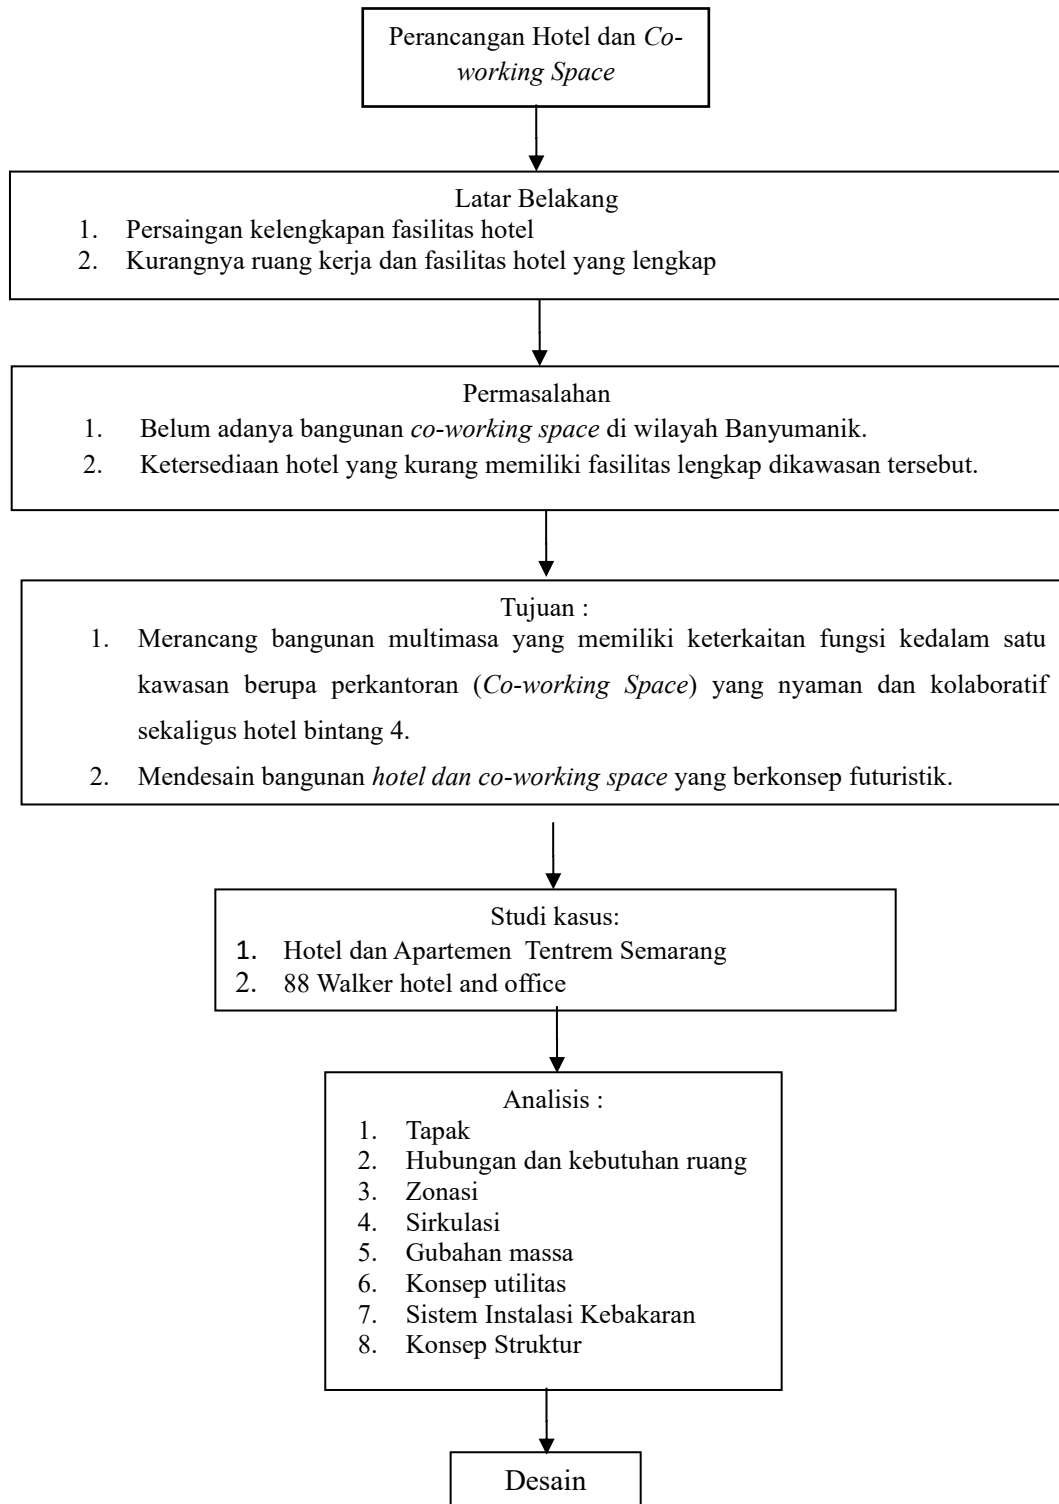 Perancangan Hotel dan Co-
working Space
Latar Belakang
1. Persaingan kelengkapan fasilitas hotel
2. Kurangnya ruang kerja dan fasilitas hotel yang lengkap
Permasalahan
1. Belum adanya bangunan co-working space di wilayah Banyumanik.
2. Ketersediaan hotel yang kurang memiliki fasilitas lengkap dikawasan tersebut.
Tujuan :
1. Merancang bangunan multimasa yang memiliki keterkaitan fungsi kedalam satu
kawasan berupa perkantoran (Co-working Space) yang nyaman dan kolaboratif
sekaligus hotel bintang 4.
2. Mendesain bangunan hotel dan co-working space yang berkonsep futuristik.
Studi kasus:
1. Hotel dan Apartemen Tentrem Semarang
2. 88 Walker hotel and office
Analisis :
1. Tapak
2. Hubungan dan kebutuhan ruang
3. Zonasi
4. Sirkulasi
5. Gubahan massa
6. Konsep utilitas
7. Sistem Instalasi Kebakaran
8. Konsep Struktur
Desain